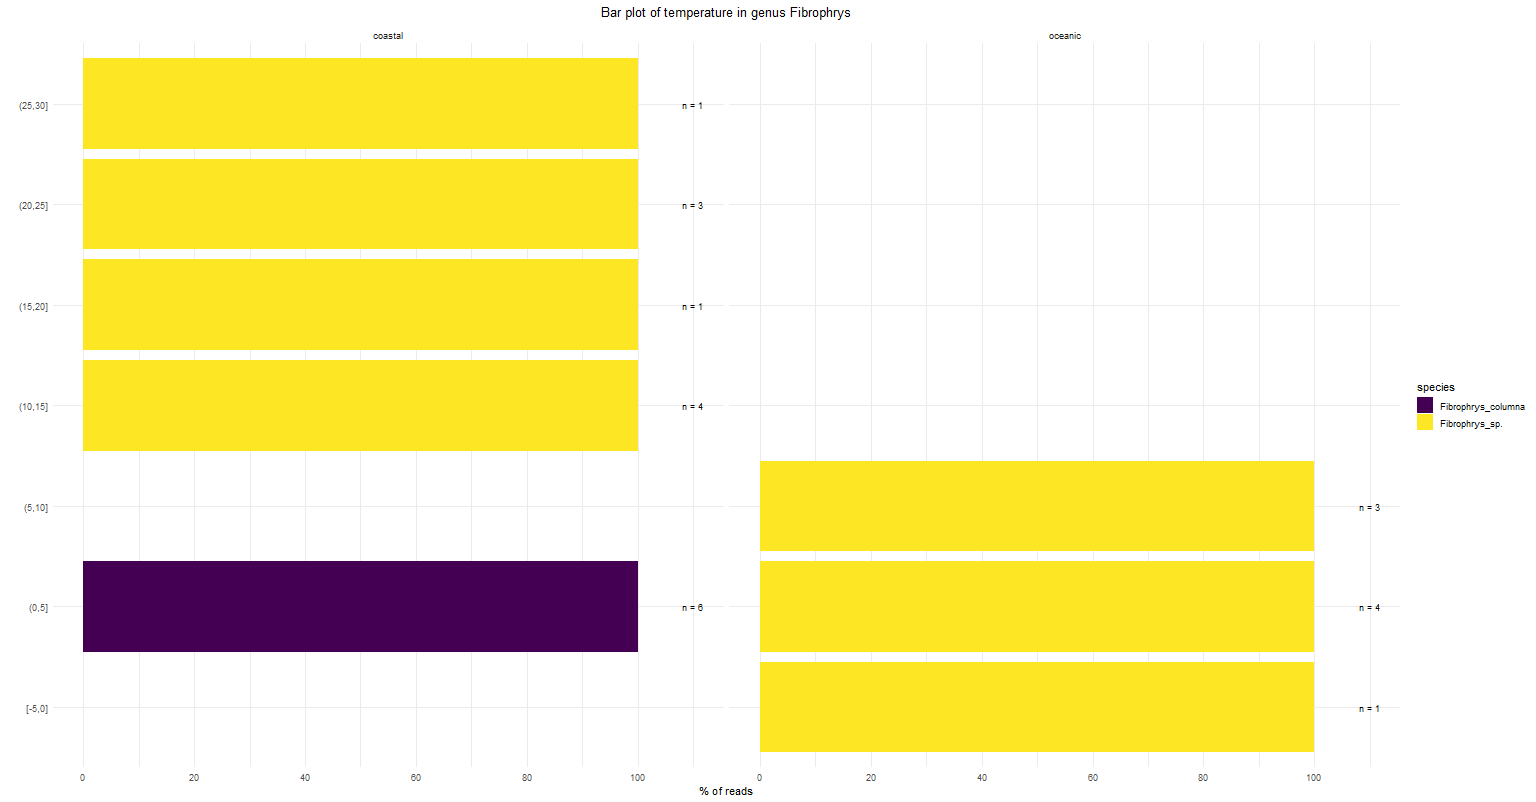 Bar plot of temperature in genus Fibrophrys
coastal
oceanic
(25,30]
n = 1
(20,25]
n = 3
(15,20]
n = 1
(10,15]
n = 4
(5,10]
n = 3
(0,5]
n = 6
n = 4
[-5,0]
n = 1
0 20 40 60 80 100
0 20 40 60 80 100
% of reads
species
Fibrophrys_columna
Fibrophrys_sp.